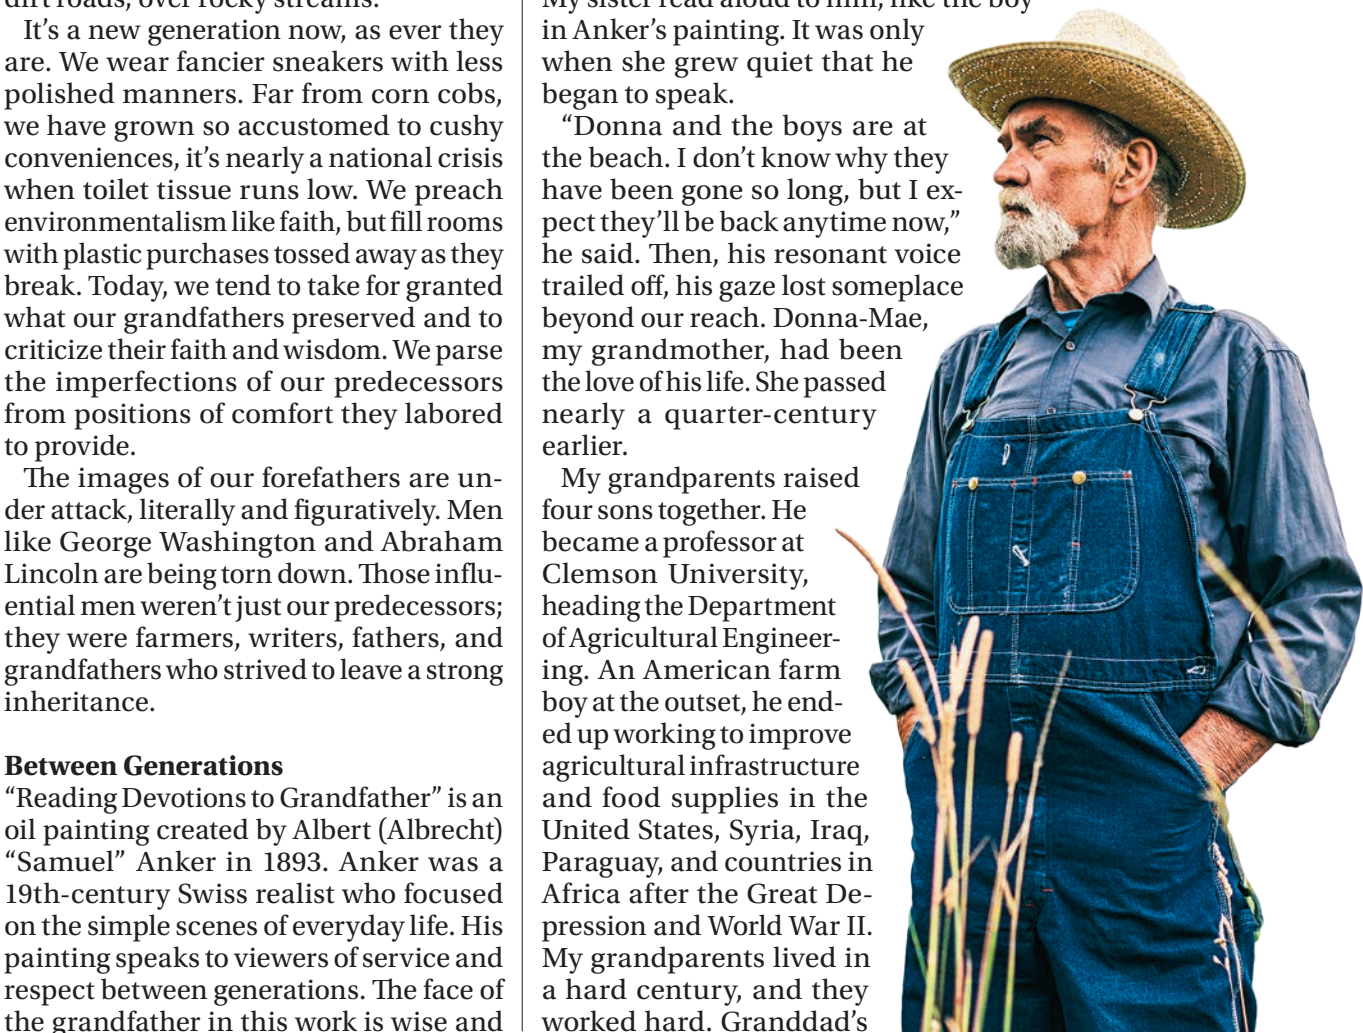 dirt roads, over rocky streams.
It’s a new generation now, as ever they
are. We wear fancier sneakers with less
polished manners. Far from corn cobs,
we have grown so accustomed to cushy
conveniences, it’s nearly a national crisis
when toilet tissue runs low. We preach
environmentalism like faith, but fill rooms
with plastic purchases tossed away as they
break. Today, we tend to take for granted
what our grandfathers preserved and to
criticize their faith and wisdom. We parse
the imperfections of our predecessors
from positions of comfort they labored
to provide.
The images of our forefathers are un-
der attack, literally and figuratively. Men
like George Washington and Abraham
Lincoln are being torn down. Those influ-
ential men weren’t just our predecessors;
they were farmers, writers, fathers, and
grandfathers who strived to leave a strong
inheritance.
Between Generations
“Reading Devotions to Grandfather” is an
oil painting created by Albert (Albrecht)
“Samuel” Anker in 1893. Anker was a
19th-century Swiss realist who focused
on the simple scenes of everyday life. His
painting speaks to viewers of service and
respect between generations. The face of
the grandfather in this work is wise and
My sister read aloud to him, like the boy
in Anker’s painting. It was only
when she grew quiet that he
began to speak.
“Donna and the boys are at
the beach. I don’t know why they
have been gone so long, but I ex-
pect they’ll be back anytime now,”
he said. Then, his resonant voice
trailed off, his gaze lost someplace
beyond our reach. Donna-Mae,
my grandmother, had been
the love of his life. She passed
nearly a quarter-century
earlier.
My grandparents raised
four sons together. He
became a professor at
Clemson University,
heading the Department
of Agricultural Engineer-
ing. An American farm
boy at the outset, he end-
ed up working to improve
agricultural infrastructure
and food supplies in the
United States, Syria, Iraq,
Paraguay, and countries in
Africa after the Great De-
pression and World War II.
My grandparents lived in
a hard century, and they
worked hard. Granddad’s